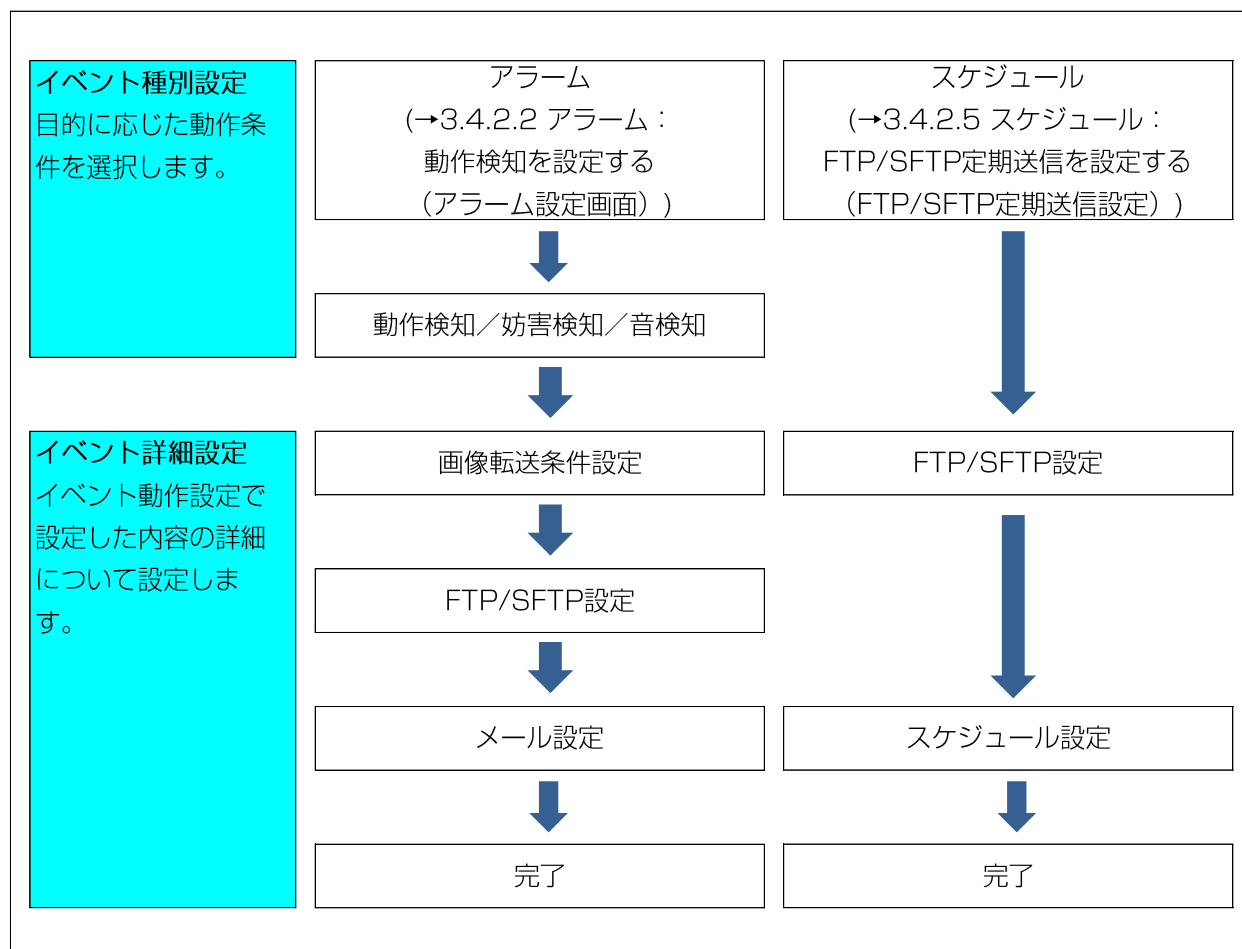 イベント種別設定
目的に応じた動作条
件を選択します。
アラーム
(→3.4.2.2 アラーム：
動作検知を設定する
（アラーム設定画面）)
スケジュール
(→3.4.2.5 スケジュール：
FTP/SFTP定期送信を設定する
（FTP/SFTP定期送信設定）)
動作検知／妨害検知／音検知
イベント詳細設定
イベント動作設定で
設定した内容の詳細
について設定しま
す。
画像転送条件設定
FTP/SFTP設定
FTP/SFTP設定
メール設定
スケジュール設定
完了
完了